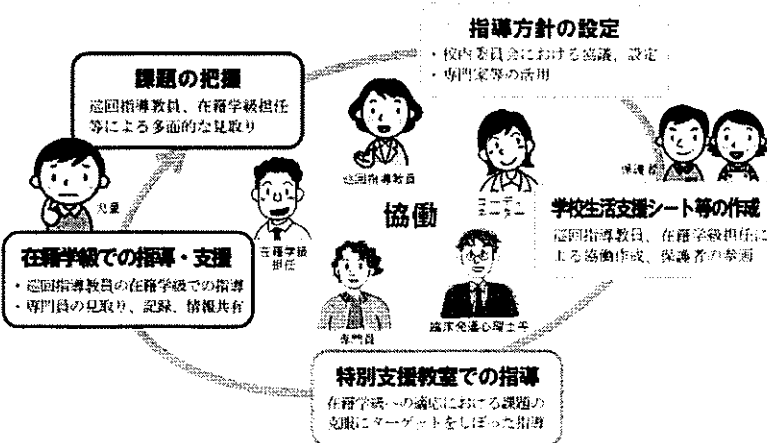 指導方針の設定
・校内委員会における協議、設定
・専門家等の活用
課題の把握
巡回指導教員、在籍学級担任
等による多面的な見取り
児童
巡回指導教員
コーディ
ネーター
保護者
在籍学級
担任
協働
学校生活支援シート等の作成
巡回指導教員、在籍学級担任に
よる協働作成、保護者の参画
在籍学級での指導・支援
・巡回指導教員の在籍学級での指導
・専門員の見取り、記録、情報共有
専門員
臨床発達心理士等
特別支援教室での指導
在籍学級への適応における課題の
克服にターゲットをしぼった指導